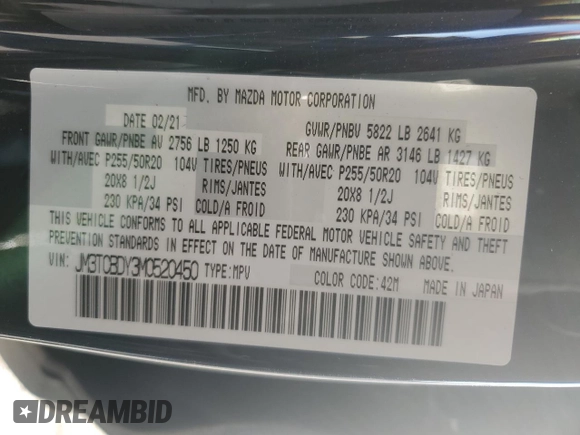 MFD. BY MAZDA MOTOR CORPORATION
DATE 02/21 GVWR/PNBV 5822 LB 2641 KG
FRONT GAWR/PNBE AV 2756 LB 1250 KG REAR GAWR/PNBE AR 3146 LB 1427 KG
WITH/AVEC P255/50R20 104V TIRES/PNEUS WITH/AVEC P255/50R20 104V TIRES/PNEUS
20X8 1/2J RIMS/JANTES 20X8 1/2J RIMS/JANTES
230 KPA/34 PSI COLD/A FROID 230 KPA/34 PSI COLD/A FROID
THIS VEHICLE CONFORMS TO ALL APPLICABLE FEDERAL MOTOR VEHICLE SAFETY AND THEFT
PREVENTION STANDARDS IN EFFECT ON THE DATE OF MANUFACTURE SHOWN ABOVE.
VIN: JM3TCBDY3M0520450 TYPE:MPV COLOR CODE:42M MADE IN JAPAN
DREAMBID